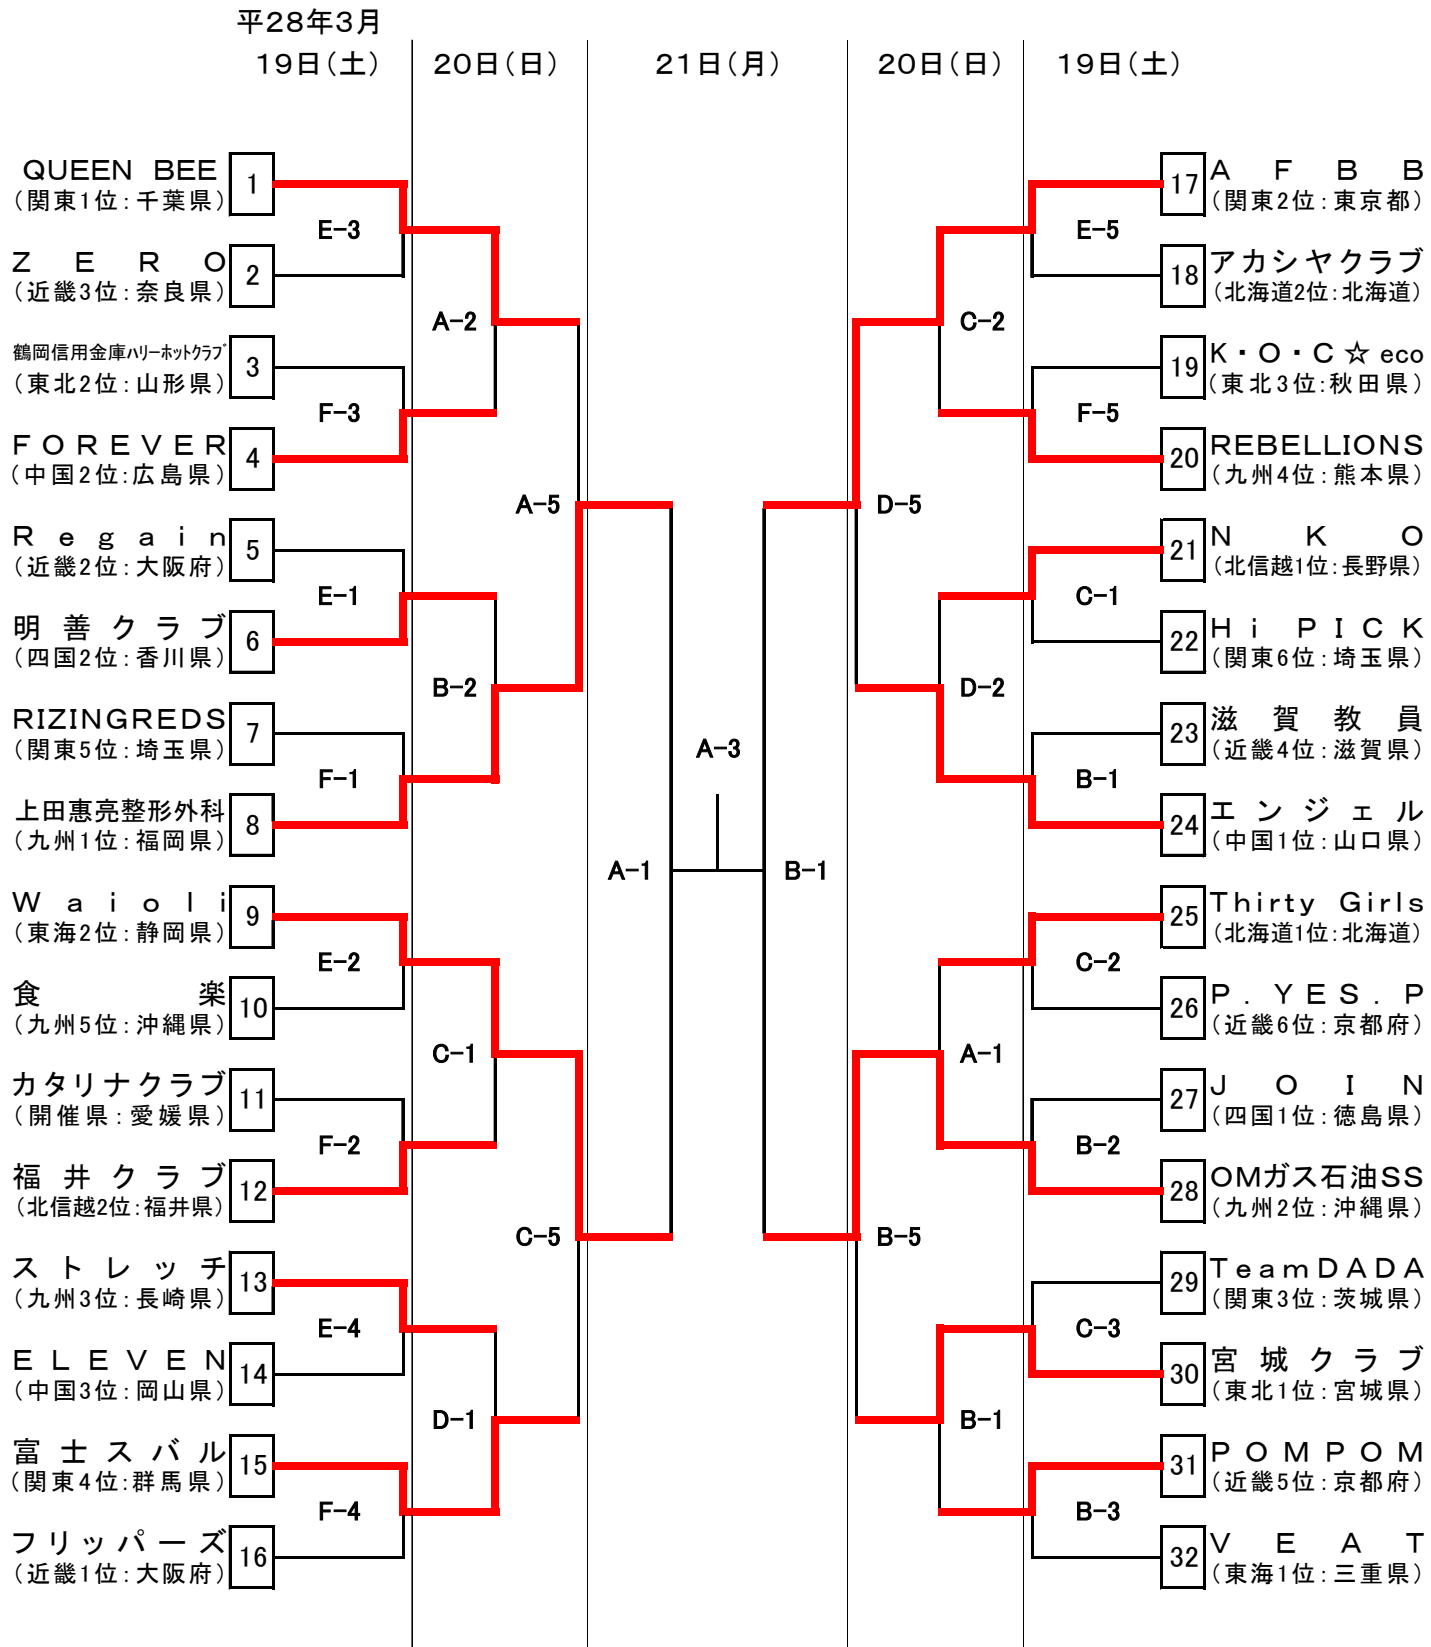 平28年3月
19日(土)
20日(日)
21日(月)
20日(日)
19日(土)
QUEEN BEE
1
(関東1位:千葉県)
E-3
ZERO
2
(近畿3位:奈良県)
A-2
鶴岡信用金庫ハリーホットクラブ
3
(東北2位:山形県)
F-3
FOREVER
4
(中国2位:広島県)
A-5
Regain
5
(近畿2位:大阪府)
E-1
明善クラブ
6
(四国2位:香川県)
B-2
RIZINGREDS
7
(関東5位:埼玉県)
F-1
上田惠亮整形外科
8
(九州1位:福岡県)
A-1
Waioli
9
(東海2位:静岡県)
E-2
食楽
10
(九州5位:沖縄県)
C-1
カタリナクラブ
11
(開催県:愛媛県)
F-2
福井クラブ
12
(北信越2位:福井県)
C-5
ストレッチ
13
(九州3位:長崎県)
E-4
ELEVEN
14
(中国3位:岡山県)
D-1
富士スバル
15
(関東4位:群馬県)
F-4
フリッパーズ
16
(近畿1位:大阪府)
A-3
17
AFBB
(関東2位:東京都)
E-5
18
アカシヤクラブ
(北海道2位:北海道)
C-2
19
K・O・C☆eco
(東北3位:秋田県)
F-5
20
REBELLIONS
(九州4位:熊本県)
D-5
21
NKO
(北信越1位:長野県)
C-1
22
Hi PICK
(関東6位:埼玉県)
D-2
23
滋賀教員
(近畿4位:滋賀県)
B-1
24
エンジェル
(中国1位:山口県)
B-1
25
Thirty Girls
(北海道1位:北海道)
C-2
26
P.YES.P
(近畿6位:京都府)
A-1
27
JOIN
(四国1位:徳島県)
B-2
28
OMガス石油SS
(九州2位:沖縄県)
B-5
29
TeamDADA
(関東3位:茨城県)
C-3
30
宮城クラブ
(東北1位:宮城県)
B-1
31
POMPOM
(近畿5位:京都府)
B-3
32
VEAT
(東海1位:三重県)